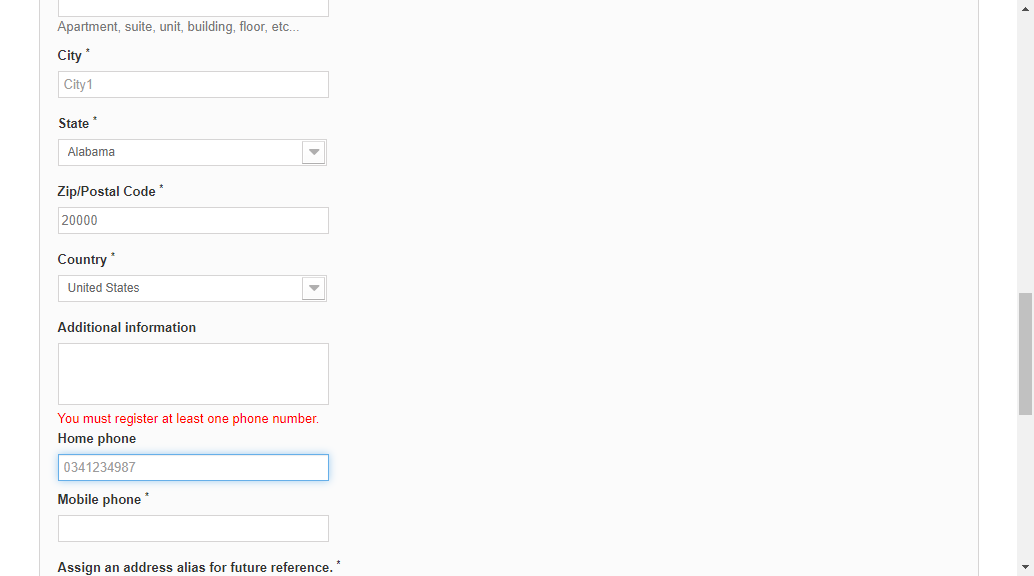 Apartment, suite, unit, building, floor, etc...
City *
City1
State *
Alabama
Zip/Postal Code *
20000
Country *
United States
Additional information
You must register at least one phone number.
Home phone
0341234987
Mobile phone *
Assign an address alias for future reference. *